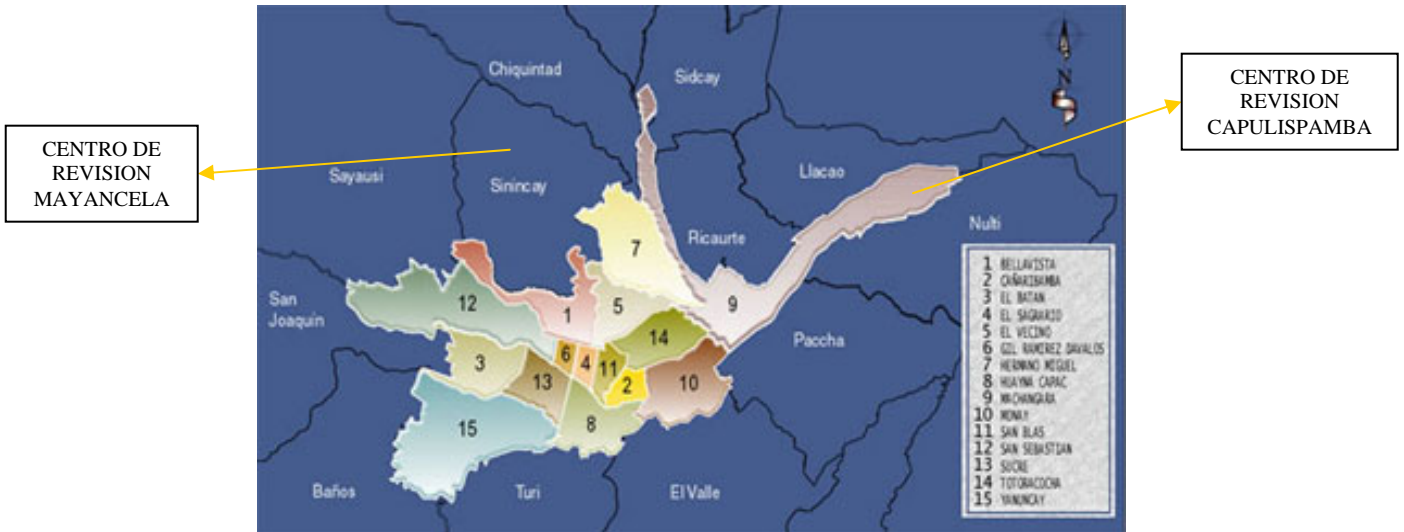 CENTRO DE
REVISION
MAYANCELA
CENTRO DE
REVISION
CAPULISPAMBA
N
Chiquintad
Sidcay
Sayausi
Sinincay
Llacao
Nulti
Ricaurte
San
Joaquín
Paccha
Baños
Turi
El Valle
7
12
1
5
9
14
3
6
4
11
13
2
10
15
8
1 BELLAVISTA
2 CAÑARIBAMBA
3 EL BATAN
4 EL SAGRARIO
5 EL VECINO
6 GIL RAMIREZ DAVALOS
7 HERMANO MIGUEL
8 HUAYNA CAPAC
9 MACHANGARA
10 MONAY
11 SAN BLAS
12 SAN SEBASTIAN
13 SUCRE
14 TOTORACOCHA
15 YANUNCAY